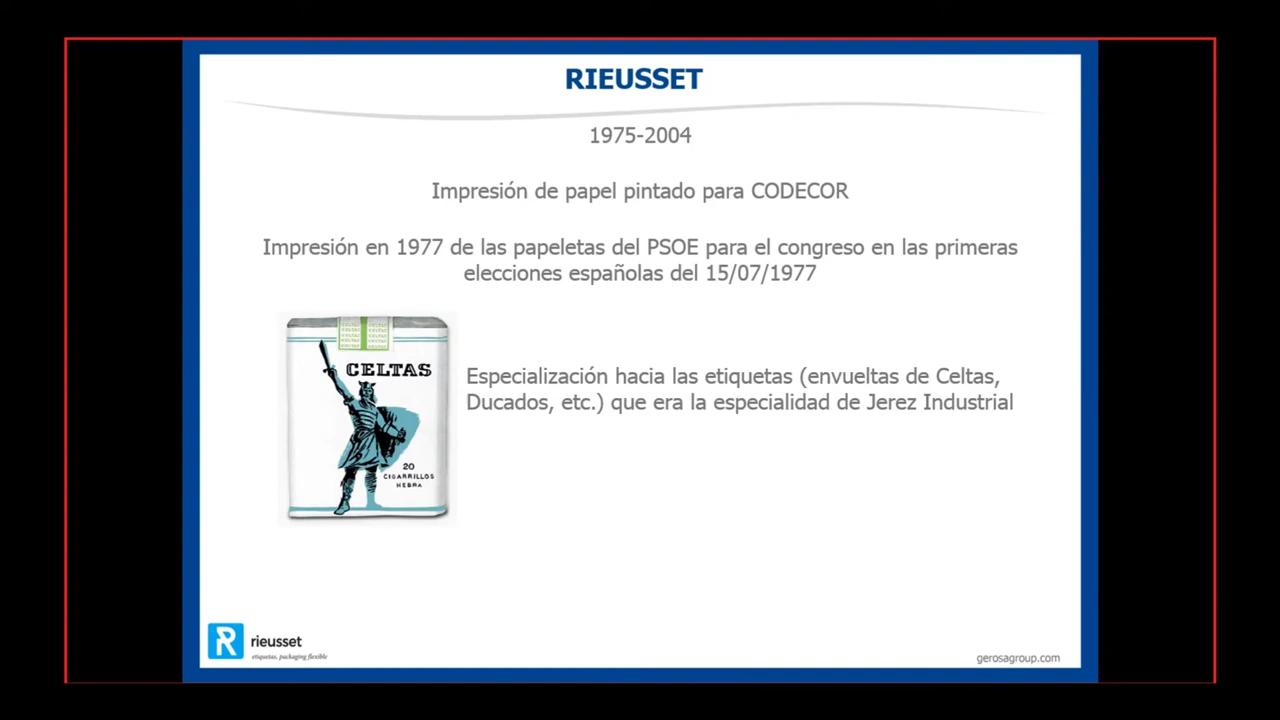 RIEUSSET
1975-2004
Impresión de papel pintado para CODECOR
Impresión en 1977 de las papeletas del PSOE para el congreso en las primeras
elecciones españolas del 15/07/1977
CELTAS
20
CIGARRILLOS
HEBRA
Especialización hacia las etiquetas (envueltas de Celtas,
Ducados, etc.) que era la especialidad de Jerez Industrial
R
rieusset
etiquetas, packaging flexible
gerosagroup.com